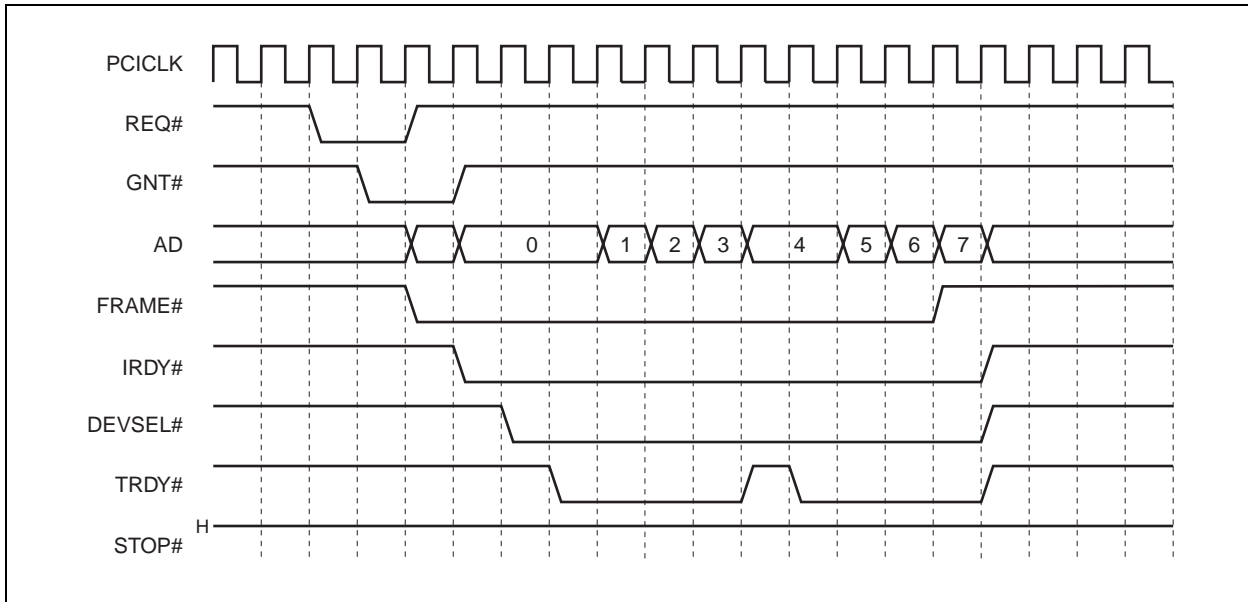 PCICLK
REQ#
GNT#
AD 0 1 2 3 4 5 6 7
FRAME#
IRDY#
DEVSEL#
TRDY#
H
STOP#